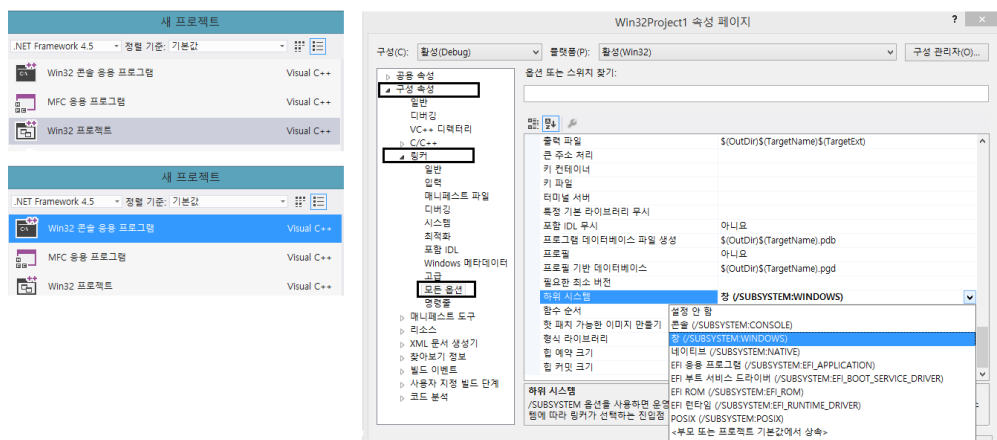 새 프로젝트
.NET Framework 4.5 정렬 기준: 기본값
Win32 콘솔 응용 프로그램 Visual C++
MFC 응용 프로그램 Visual C++
Win32 프로젝트 Visual C++
새 프로젝트
.NET Framework 4.5 정렬 기준: 기본값
Win32 콘솔 응용 프로그램 Visual C++
MFC 응용 프로그램 Visual C++
Win32 프로젝트 Visual C++
Win32Project1 속성 페이지 ? ×
구성(C): 활성(Debug) 플랫폼(P): 활성(Win32) 구성 관리자(O)...
공용 속성
구성 속성
일반
디버깅
VC++ 디렉터리
C/C++
링커
일반
입력
매니페스트 파일
디버깅
시스템
최적화
포함 IDL
Windows 메타데이터
고급
모든 옵션
명령줄
매니페스트 도구
리소스
XML 문서 생성기
찾아보기 정보
빌드 이벤트
사용자 지정 빌드 단계
코드 분석
옵션 또는 스위치 찾기:
출력 파일 $(OutDir)$(TargetName)$(TargetExt)
큰 주소 처리
키 컨테이너
키 파일
터미널 서버
특정 기본 라이브러리 무시
포함 IDL 무시 아니요
프로그램 데이터베이스 파일 생성 $(OutDir)$(TargetName).pdb
프로필 아니요
프로필 기반 데이터베이스 $(OutDir)$(TargetName).pgd
필요한 최소 버전
하위 시스템 창 (/SUBSYSTEM:WINDOWS)
함수 순서
핫 패치 가능한 이미지 만들기
형식 라이브러리
힙 예약 크기
힙 커밋 크기
설정 안 함
콘솔 (/SUBSYSTEM:CONSOLE)
창 (/SUBSYSTEM:WINDOWS)
네이티브 (/SUBSYSTEM:NATIVE)
EFI 응용 프로그램 (/SUBSYSTEM:EFI_APPLICATION)
EFI 부트 서비스 드라이버 (/SUBSYSTEM:EFI_BOOT_SERVICE_DRIVER)
EFI ROM (/SUBSYSTEM:EFI_ROM)
EFI 런타임 (/SUBSYSTEM:EFI_RUNTIME_DRIVER)
POSIX (/SUBSYSTEM:POSIX)
<부모 또는 프로젝트 기본값에서 상속>
하위 시스템
/SUBSYSTEM 옵션을 사용하면 운영
템에 따라 링커가 선택하는 진입점